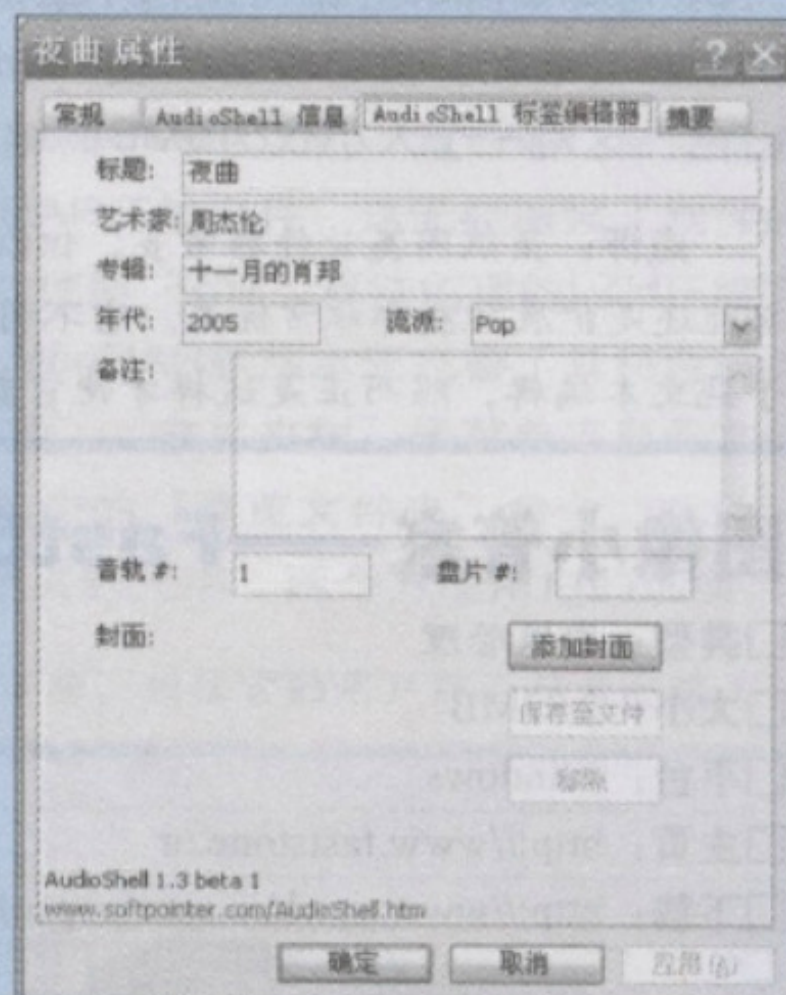 夜曲 属性
常规 AudioShell 信息 AudioShell 标签编辑器 摘要
标题: 夜曲
艺术家: 周杰伦
专辑: 十一月的肖邦
年代: 2005 流派: Pop
备注:
音轨 #: 1 盘片 #:
封面: 添加封面
保存至文件
移除
AudioShell 1.3 beta 1
www.softpointer.com/AudioShell.htm
确定 取消 应用(A)